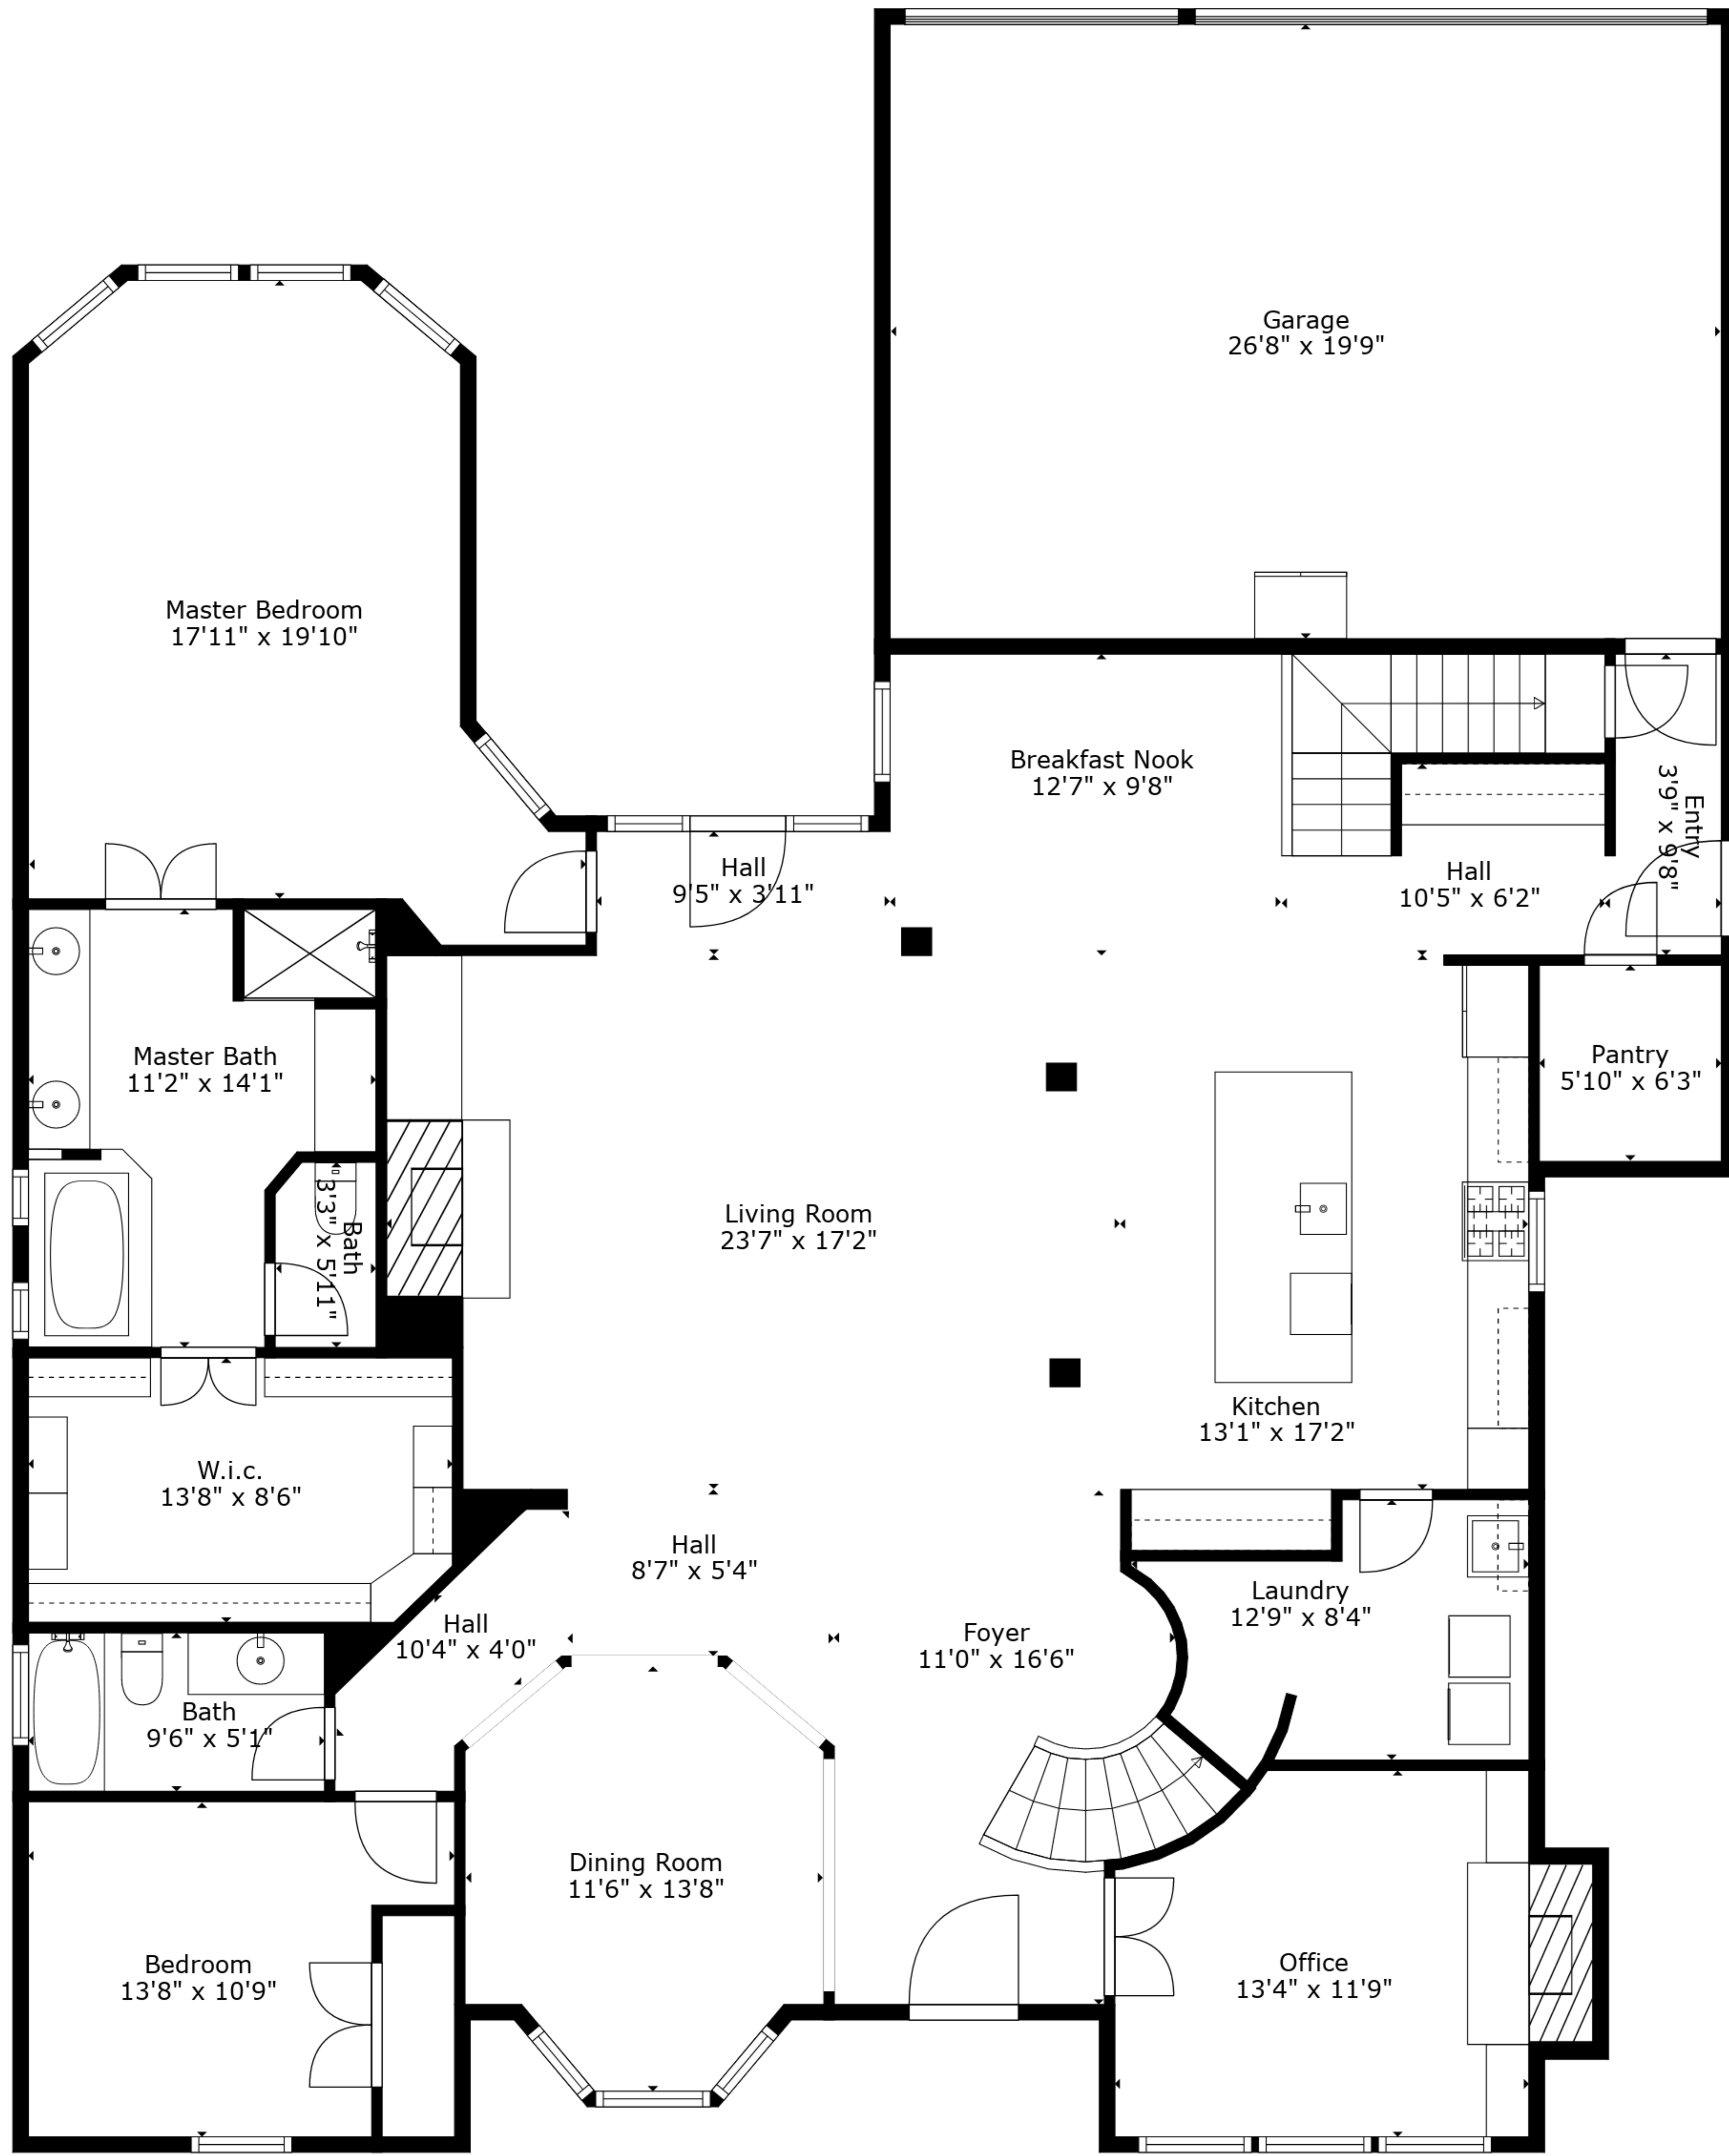 Garage
26'8" x 19'9"
Master Bedroom
17'11" x 19'10"
Breakfast Nook
12'7" x 9'8"
Entry
3'9" x 9'8"
Hall
9'5" x 3'11"
Hall
10'5" x 6'2"
Master Bath
11'2" x 14'1"
Pantry
5'10" x 6'3"
Bath
3'3" x 5'11"
Living Room
23'7" x 17'2"
Kitchen
13'1" x 17'2"
W.i.c.
13'8" x 8'6"
Hall
8'7" x 5'4"
Laundry
12'9" x 8'4"
Hall
10'4" x 4'0"
Foyer
11'0" x 16'6"
Bath
9'6" x 5'1"
Dining Room
11'6" x 13'8"
Bedroom
13'8" x 10'9"
Office
13'4" x 11'9"